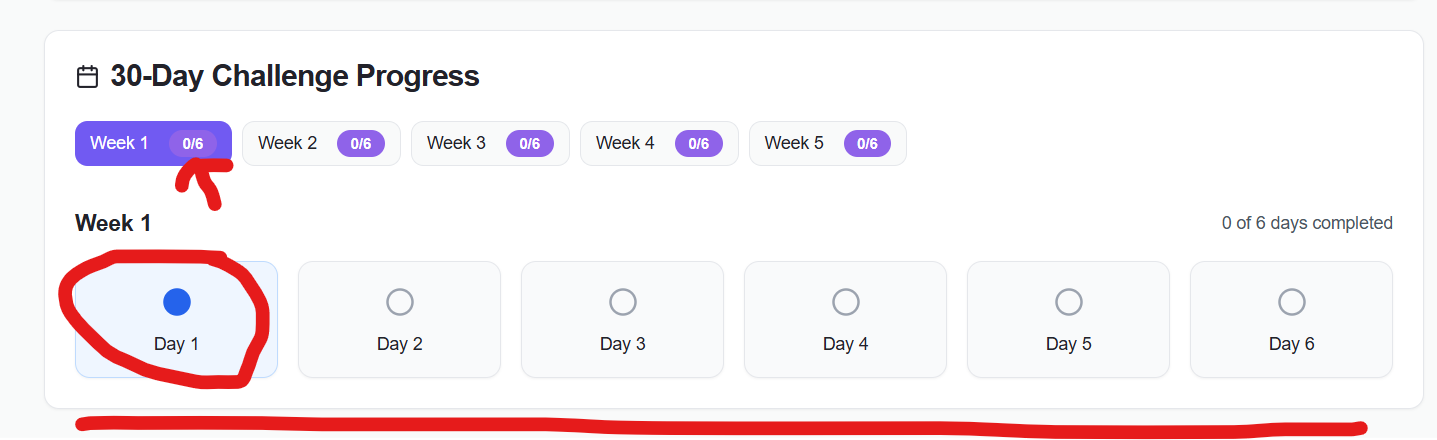 30-Day Challenge Progress
Week 1 0/6 Week 2 0/6 Week 3 0/6 Week 4 0/6 Week 5 0/6
Week 1 0 of 6 days completed
Day 1 Day 2 Day 3 Day 4 Day 5 Day 6